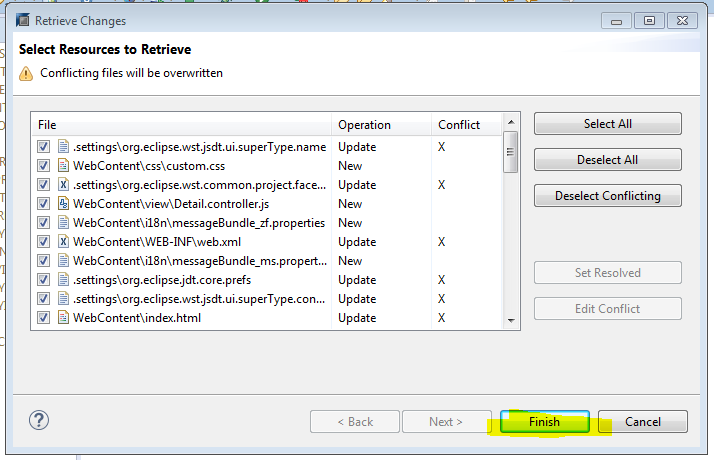 Retrieve Changes
Select Resources to Retrieve
Conflicting files will be overwritten
File Operation Conflict
.settings\org.eclipse.wst.jsdt.ui.superType.name Update X
WebContent\css\custom.css New
.settings\org.eclipse.wst.common.project.face... Update X
WebContent\view\Detail.controller.js New
WebContent\i18n\messageBundle_zf.properties New
WebContent\WEB-INF\web.xml Update X
WebContent\i18n\messageBundle_ms.propert... New
.settings\org.eclipse.jdt.core.prefs Update X
.settings\org.eclipse.wst.jsdt.ui.superType.con... Update X
WebContent\index.html Update X
Select All
Deselect All
Deselect Conflicting
Set Resolved
Edit Conflict
?
< Back Next > Finish Cancel